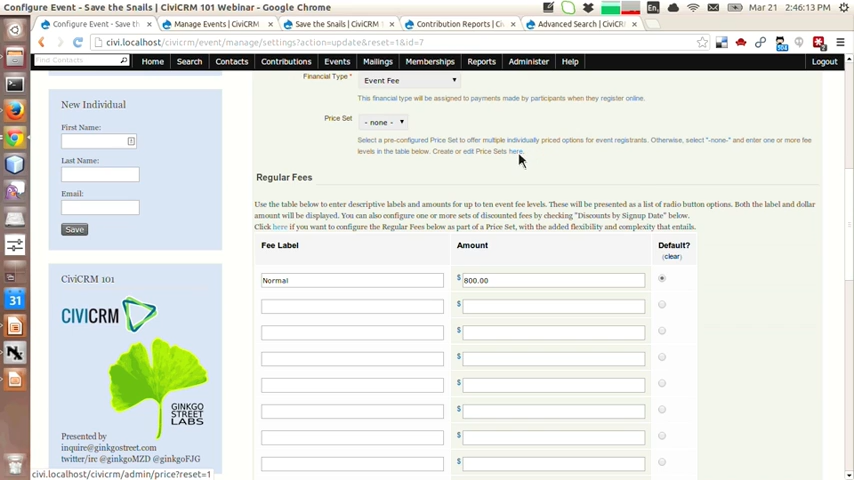 Configure Event - Save the Snails | CiviCRM 101 Webinar - Google Chrome
En
Mar 21
2:46:13 PM
Configure Event - Save the
Manage Events | CiviCRM
Save the Snails | CiviCRM 1
Contribution Reports | Civ
Advanced Search | CiviCRM
civi.localhost/civicrm/event/manage/settings?action=update&reset=1&id=7
Find Contacts
Home
Search
Contacts
Contributions
Events
Mailings
Memberships
Reports
Administer
Help
Logout
Financial Type *
Event Fee
This financial type will be assigned to payments made by participants when they register online.
Price Set
- none -
Select a pre-configured Price Set to offer multiple individually priced options for event registrants. Otherwise, select "-none-" and enter one or more fee
levels in the table below. Create or edit Price Sets here.
New Individual
First Name:
Last Name:
Email:
Save
Regular Fees
Use the table below to enter descriptive labels and amounts for up to ten event fee levels. These will be presented as a list of radio button options. Both the label and dollar
amount will be displayed. You can also configure one or more sets of discounted fees by checking "Discounts by Signup Date" below.
Click here if you want to configure the Regular Fees below as part of a Price Set, with the added flexibility and complexity that entails.
Fee Label
Amount
Default?
(clear)
Normal
$ 800.00
$
$
$
$
$
$
$
CiviCRM 101
CIVICRM
GINKGO
STREET
LABS
Presented by
inquire@ginkgostreet.com
twitter/irc @ginkgoMZD @ginkgoFJG
31
civi.localhost/civicrm/admin/price?reset=1